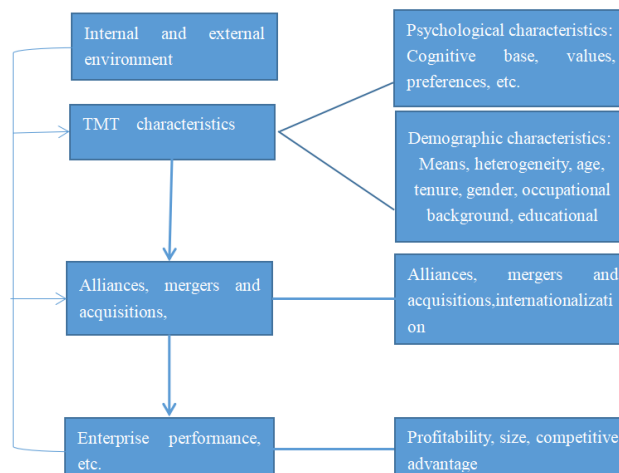 Internal and external
environment
Psychological characteristics:
Cognitive base, values,
preferences, etc.
TMT characteristics
Demographic characteristics:
Means, heterogeneity, age,
tenure, gender, occupational
background, educational
Alliances, mergers and
acquisitions,
Alliances, mergers and
acquisitions,internationalizati
on
Enterprise performance,
etc.
Profitability, size, competitive
advantage